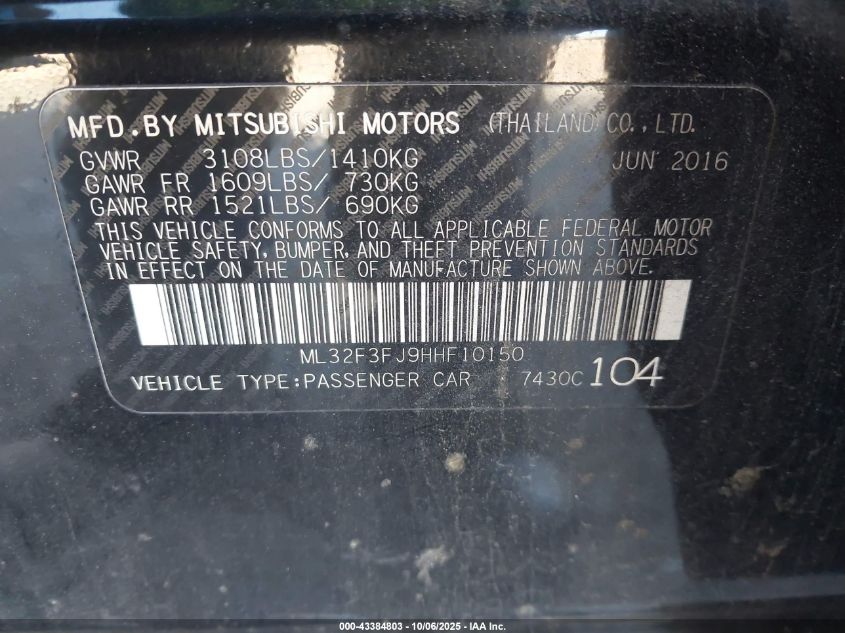 MFD.BY MITSUBISHI MOTORS (THAILAND) CO.,LTD.
GVWR 3108LBS/1410KG JUN 2016
GAWR FR 1609LBS/ 730KG
GAWR RR 1521LBS/ 690KG
THIS VEHICLE CONFORMS TO ALL APPLICABLE FEDERAL MOTOR
VEHICLE SAFETY, BUMPER, AND THEFT PREVENTION STANDARDS
IN EFFECT ON THE DATE OF MANUFACTURE SHOWN ABOVE.
ML32F3FJ9HHF10150
VEHICLE TYPE:PASSENGER CAR 7430C 104
000-43384803 - 10/06/2025 - IAA Inc.